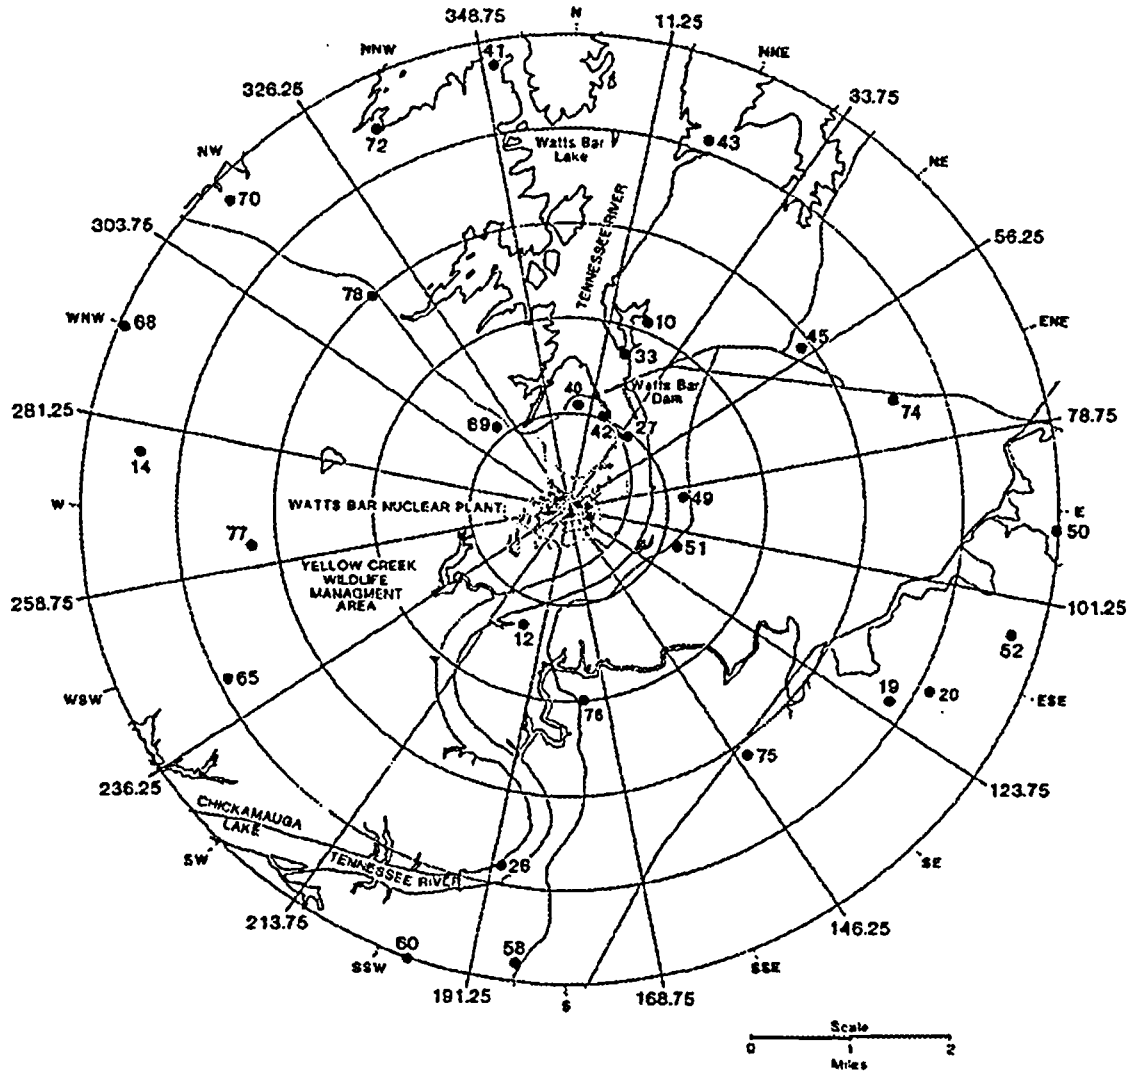 N
348.75
11.25
NNW
41
NNE
326.25
33.75
72
43
Watts Bar
Lake
NW
NE
70
TENNESSEE RIVER
303.75
56.25
78
WNW
68
10
ENE
33
45
40
Watts Bar
Dam
74
281.25
69
42
27
78.75
14
W
WATTS BAR NUCLEAR PLANT
49
E
50
77
51
YELLOW CREEK
WILDLIFE
MANAGMENT
AREA
258.75
101.25
12
52
65
19
20
WSW
76
ESE
75
236.25
123.75
CHICKAMAUGA
LAKE
SW
TENNESSEE RIVER
26
SE
213.75
146.25
60
58
SSW
SSE
191.25
S
168.75
Scale
0
1
2
Miles